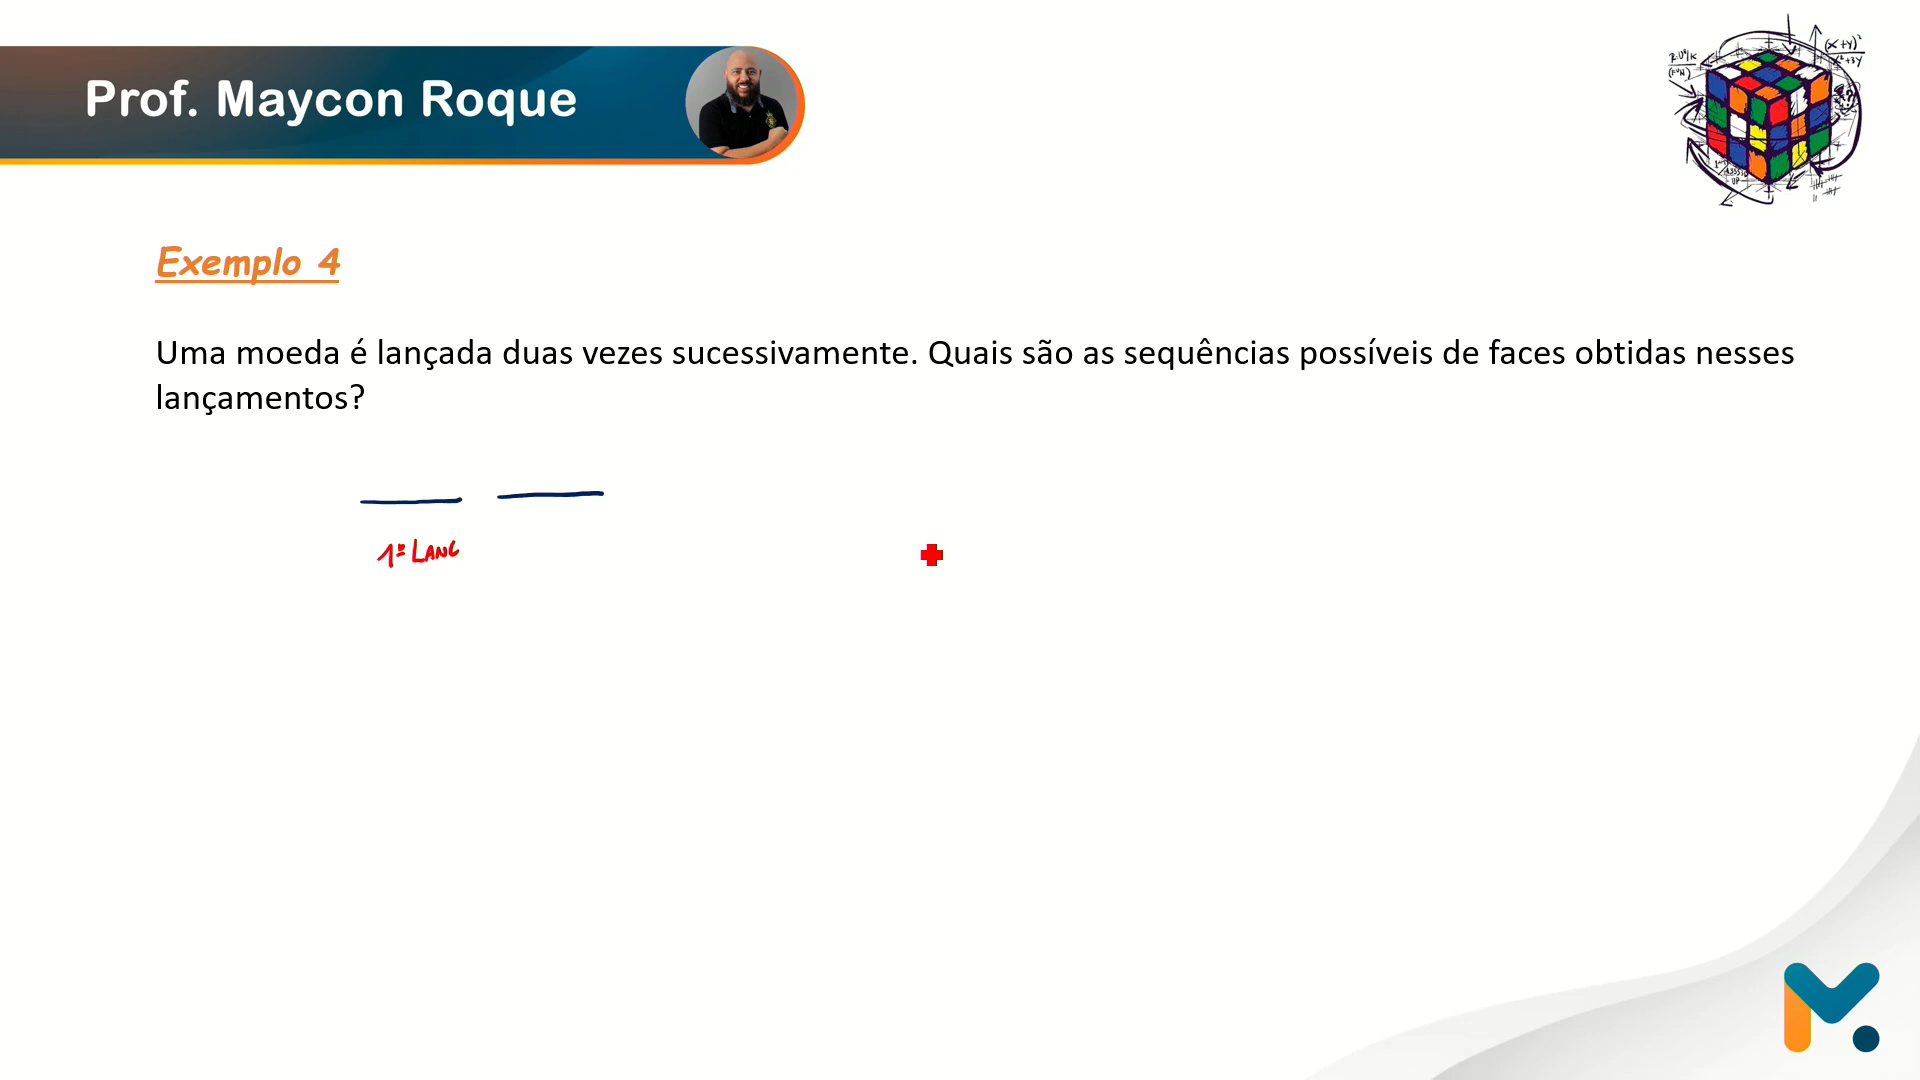 Prof. Maycon Roque
Exemplo 4
Uma moeda é lançada duas vezes sucessivamente. Quais são as sequências possíveis de faces obtidas nesses
lançamentos?
1º LANC